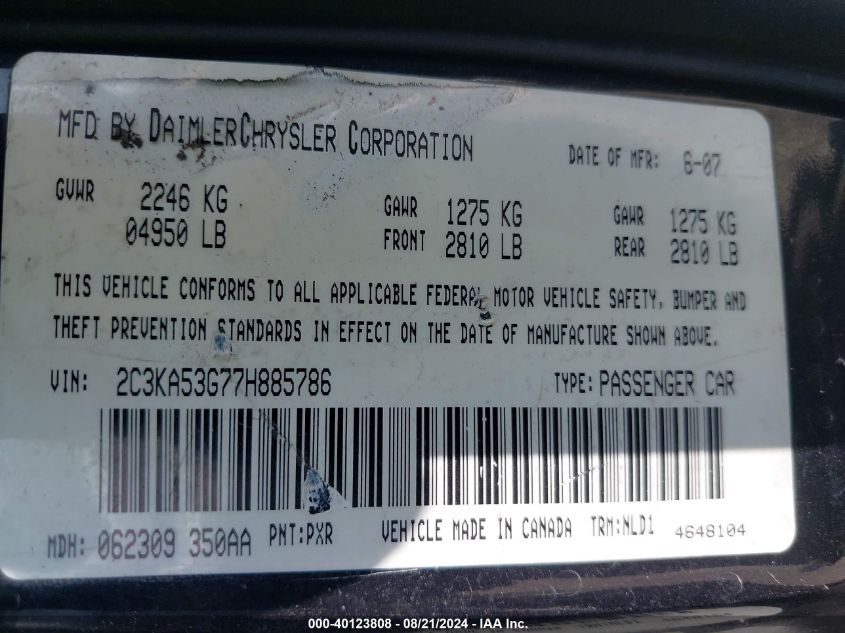 MFD BY DAIMLERCHRYSLER CORPORATION DATE OF MFR: 6-07
GVWR 2246 KG GAWR 1275 KG GAWR 1275 KG
04950 LB FRONT 2810 LB REAR 2810 LB
THIS VEHICLE CONFORMS TO ALL APPLICABLE FEDERAL MOTOR VEHICLE SAFETY, BUMPER AND
THEFT PREVENTION STANDARDS IN EFFECT ON THE DATE OF MANUFACTURE SHOWN ABOVE.
VIN: 2C3KA53G77H885786 TYPE: PASSENGER CAR
MDH: 062309 350AA PNT:PXR VEHICLE MADE IN CANADA TRM:NLD1 4648104
000-40123808 - 08/21/2024 - IAA Inc.